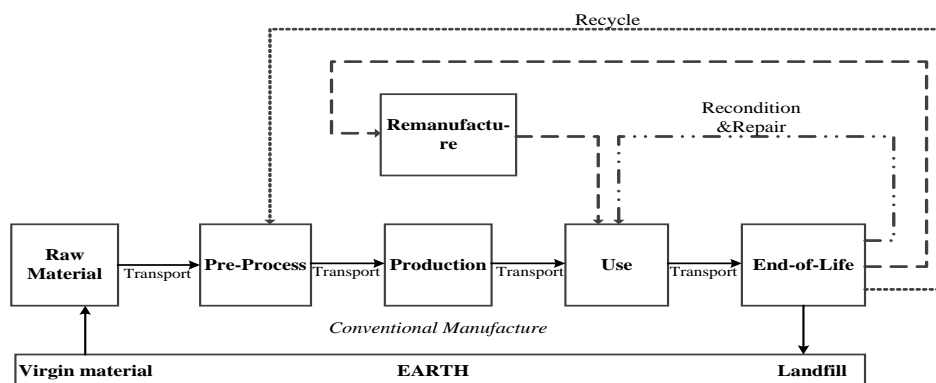 Recycle
Remanufactu-
re
Recondition
&Repair
Raw
Material
Transport
Pre-Process
Transport
Production
Transport
Use
Transport
End-of-Life
Conventional Manufacture
Virgin material
EARTH
Landfill